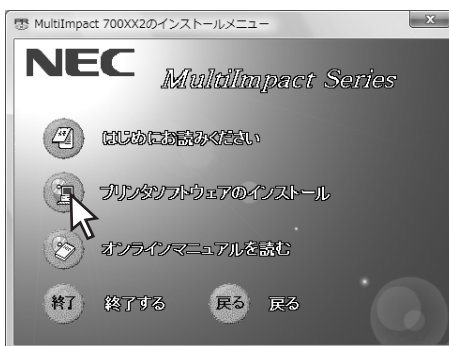 MultiImpact 700XX2のインストールメニュー
NEC MultiImpact Series
はじめにお読みください
プリンタソフトウェアのインストール
オンラインマニュアルを読む
終了 終了する 戻る 戻る